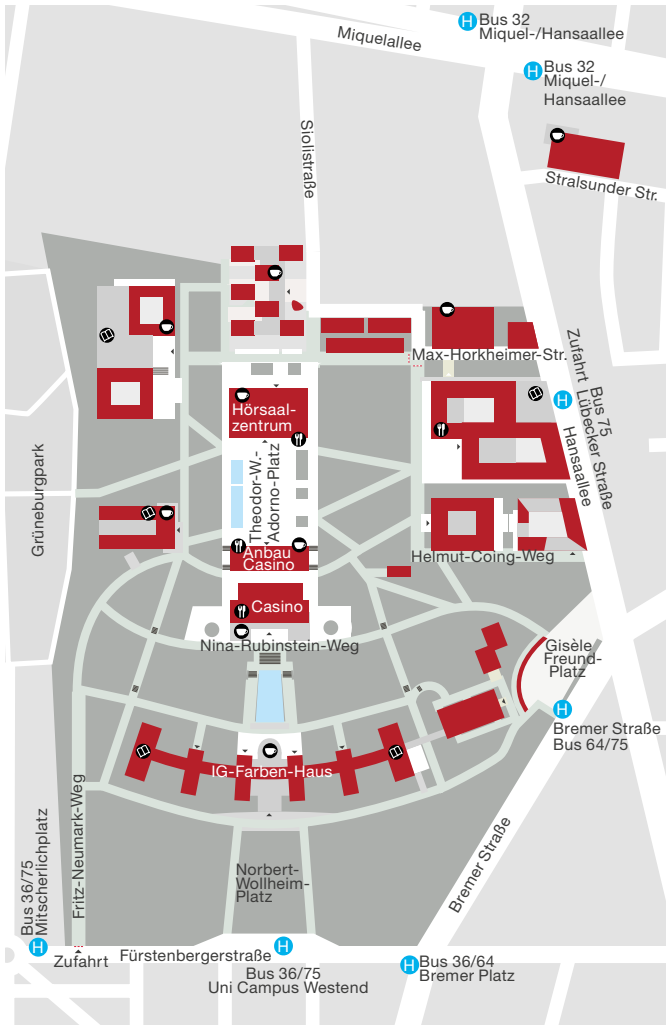 H Bus 32
Miquel-/Hansaallee
Miquelallee
H Bus 32
Miquel-/
Hansaallee
Siolistraße
Stralsunder Str.
Max-Horkheimer-Str.
Zufahrt Lübecker Straße
H Bus 75
Hansaallee
Hörsaal-
zentrum
Theodor-W.-
Adorno-Platz
Grüneburgpark
Anbau
Casino
Helmut-Coing-Weg
Casino
Nina-Rubinstein-Weg
Gisèle
Freund-
Platz
H
Bremer Straße
Bus 64/75
IG-Farben-Haus
Fritz-Neumark-Weg
Bus 36/75
Mitscherlichplatz
H
Norbert-
Wollheim-
Platz
Bremer Straße
Zufahrt
Fürstenbergerstraße
H
Bus 36/75
Uni Campus Westend
H Bus 36/64
Bremer Platz